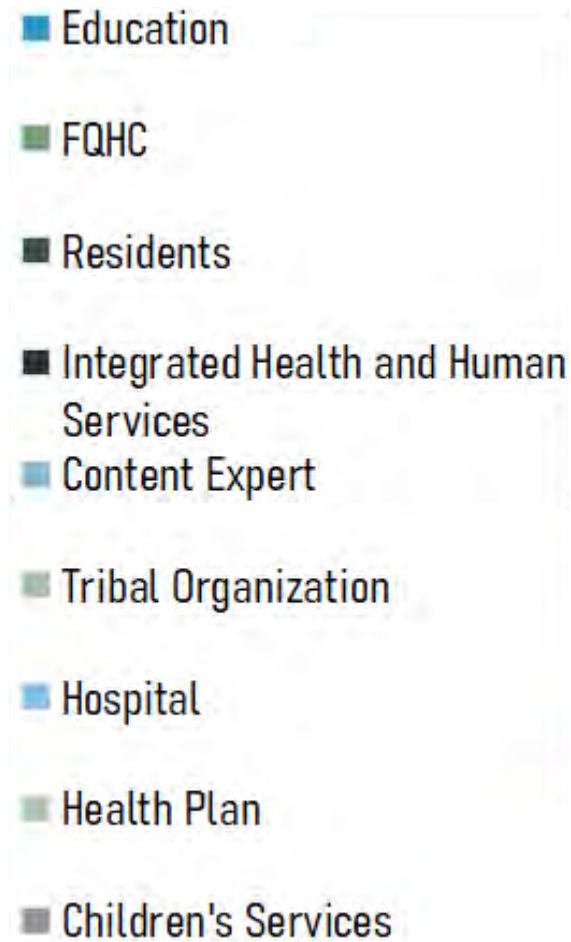 Education
FQHC
Residents
Integrated Health and Human
Services
Content Expert
Tribal Organization
Hospital
Health Plan
Children's Services